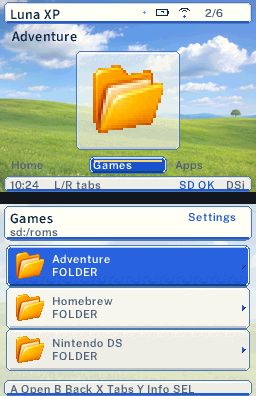 Luna XP 2/6
Adventure
Home Games Apps
10:24 L/R tabs SD OK DSi
Games Settings
sd:/roms
Adventure
FOLDER
Homebrew
FOLDER
Nintendo DS
FOLDER
A Open B Back X Tabs Y Info SEL